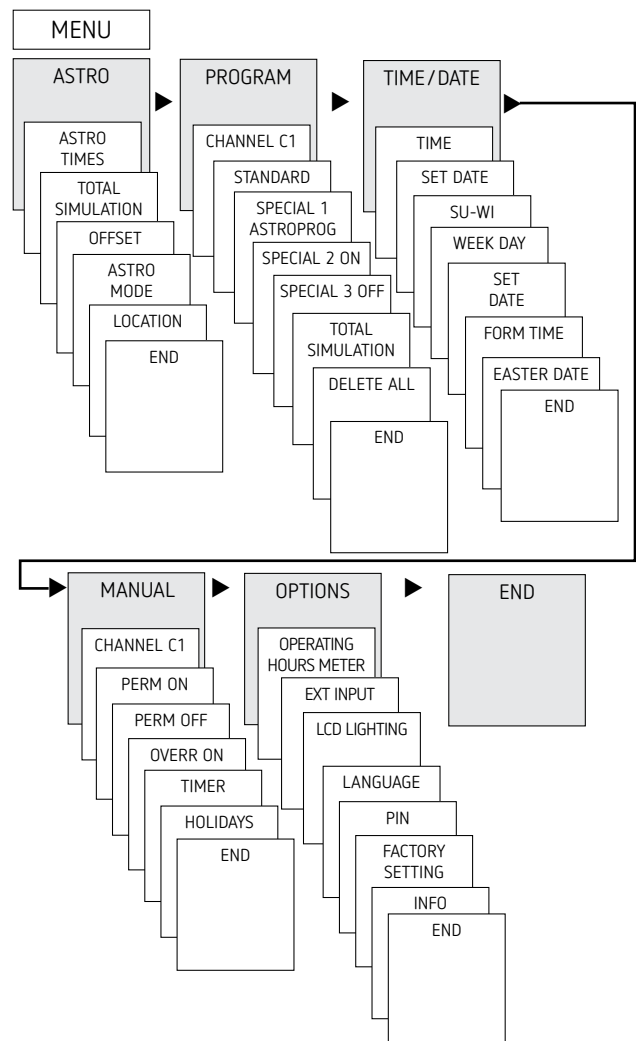 MENU
ASTRO
ASTRO
TIMES
TOTAL
SIMULATION
OFFSET
ASTRO
MODE
LOCATION
END
PROGRAM
CHANNEL C1
STANDARD
SPECIAL 1
ASTROPROG
SPECIAL 2 ON
SPECIAL 3 OFF
TOTAL
SIMULATION
DELETE ALL
END
TIME/DATE
TIME
SET DATE
SU-WI
WEEK DAY
SET
DATE
FORM TIME
EASTER DATE
END
MANUAL
CHANNEL C1
PERM ON
PERM OFF
OVERR ON
TIMER
HOLIDAYS
END
OPTIONS
OPERATING
HOURS METER
EXT INPUT
LCD LIGHTING
LANGUAGE
PIN
FACTORY
SETTING
INFO
END
END